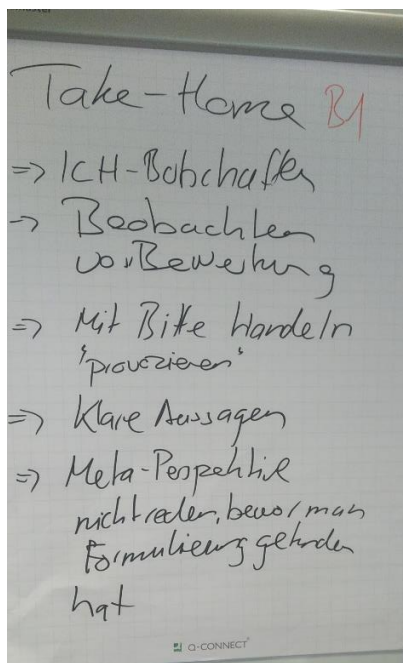 Take-Home B1
=> ICH-Botschaften
=> Beobachten
vor Bewertung
=> Mit Bitte Handeln
"provozieren"
=> Klare Aussagen
=> Meta-Perspektive
nicht reden, bevor man
Formulierung gefunden
hat
Q-CONNECT